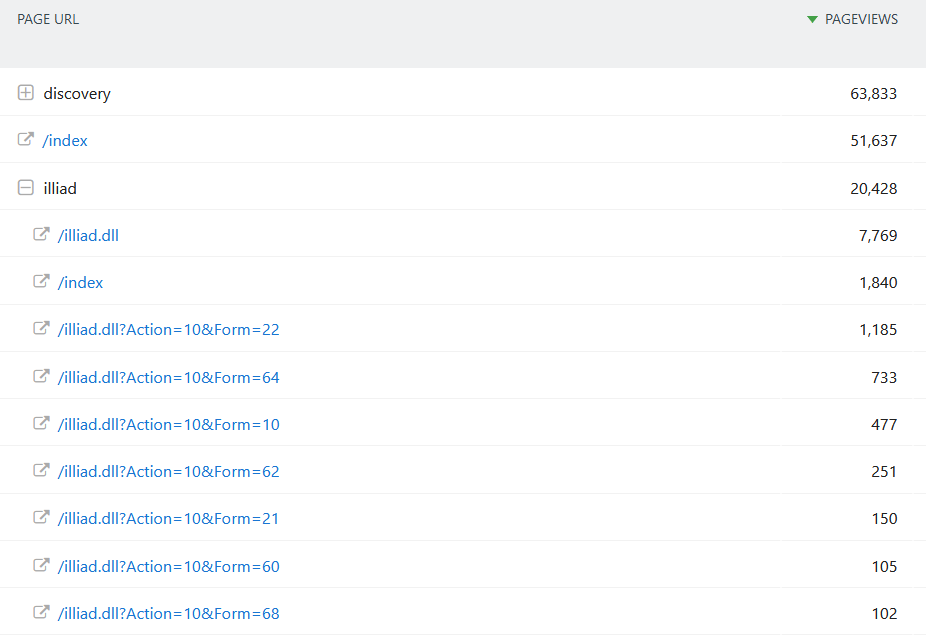 PAGE URL PAGEVIEWS
discovery 63,833
/index 51,637
illiad 20,428
/illiad.dll 7,769
/index 1,840
/illiad.dll?Action=10&Form=22 1,185
/illiad.dll?Action=10&Form=64 733
/illiad.dll?Action=10&Form=10 477
/illiad.dll?Action=10&Form=62 251
/illiad.dll?Action=10&Form=21 150
/illiad.dll?Action=10&Form=60 105
/illiad.dll?Action=10&Form=68 102